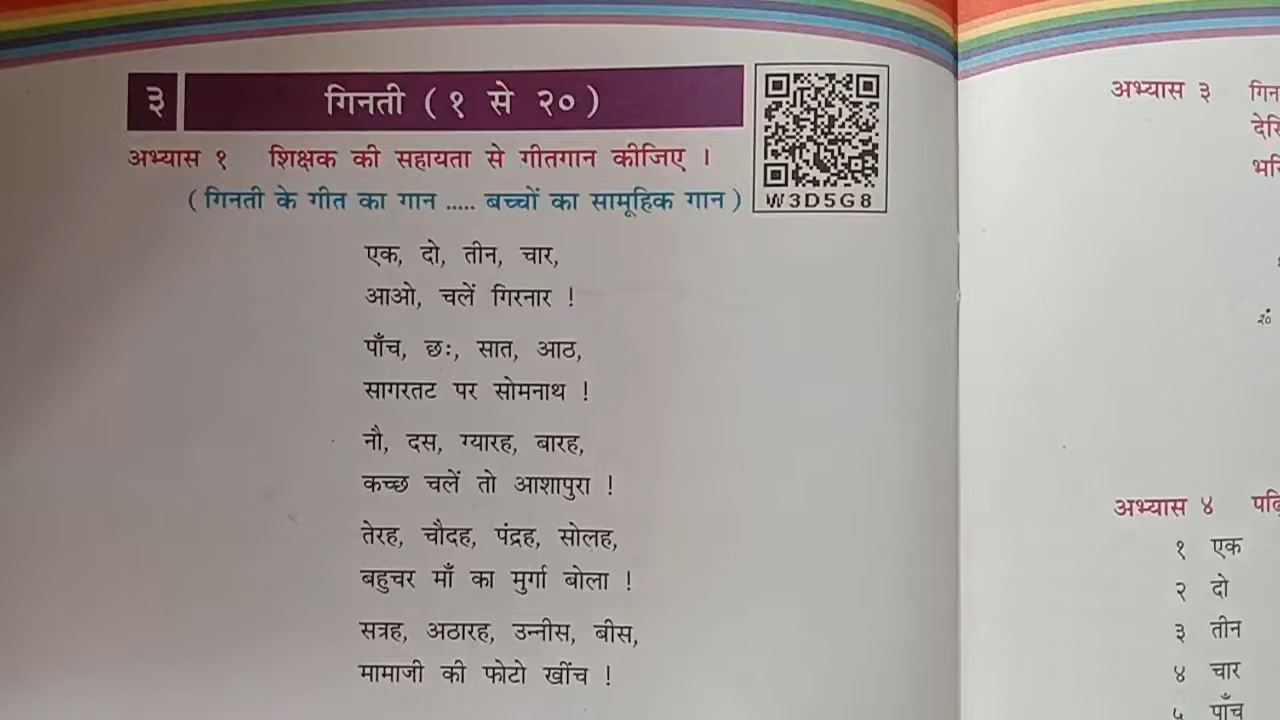 ३ गिनती ( १ से २० )
अभ्यास १ शिक्षक की सहायता से गीतगान कीजिए ।
( गिनती के गीत का गान ..... बच्चों का सामूहिक गान )
W3D5G8
एक, दो, तीन, चार,
आओ, चलें गिरनार !
पाँच, छः, सात, आठ,
सागरतट पर सोमनाथ !
नौ, दस, ग्यारह, बारह,
कच्छ चलें तो आशापुरा !
तेरह, चौदह, पंद्रह, सोलह,
बहुचर माँ का मुर्गा बोला !
सत्रह, अठारह, उन्नीस, बीस,
मामाजी की फोटो खींच !
अभ्यास ३
२०
अभ्यास ४
१ एक
२ दो
३ तीन
४ चार
५ पाँच